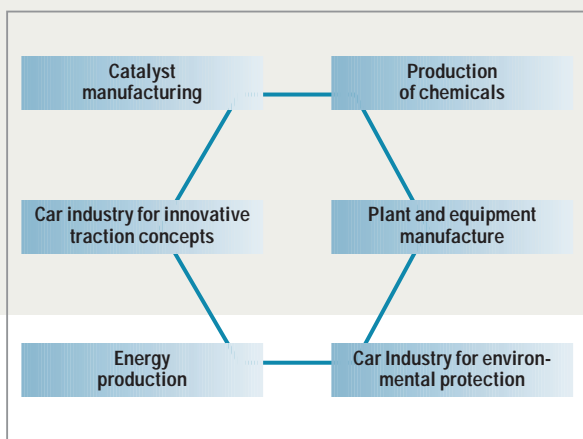 Catalyst
manufacturing
Production
of chemicals
Car industry for innovative
traction concepts
Plant and equipment
manufacture
Energy
production
Car Industry for environ-
mental protection